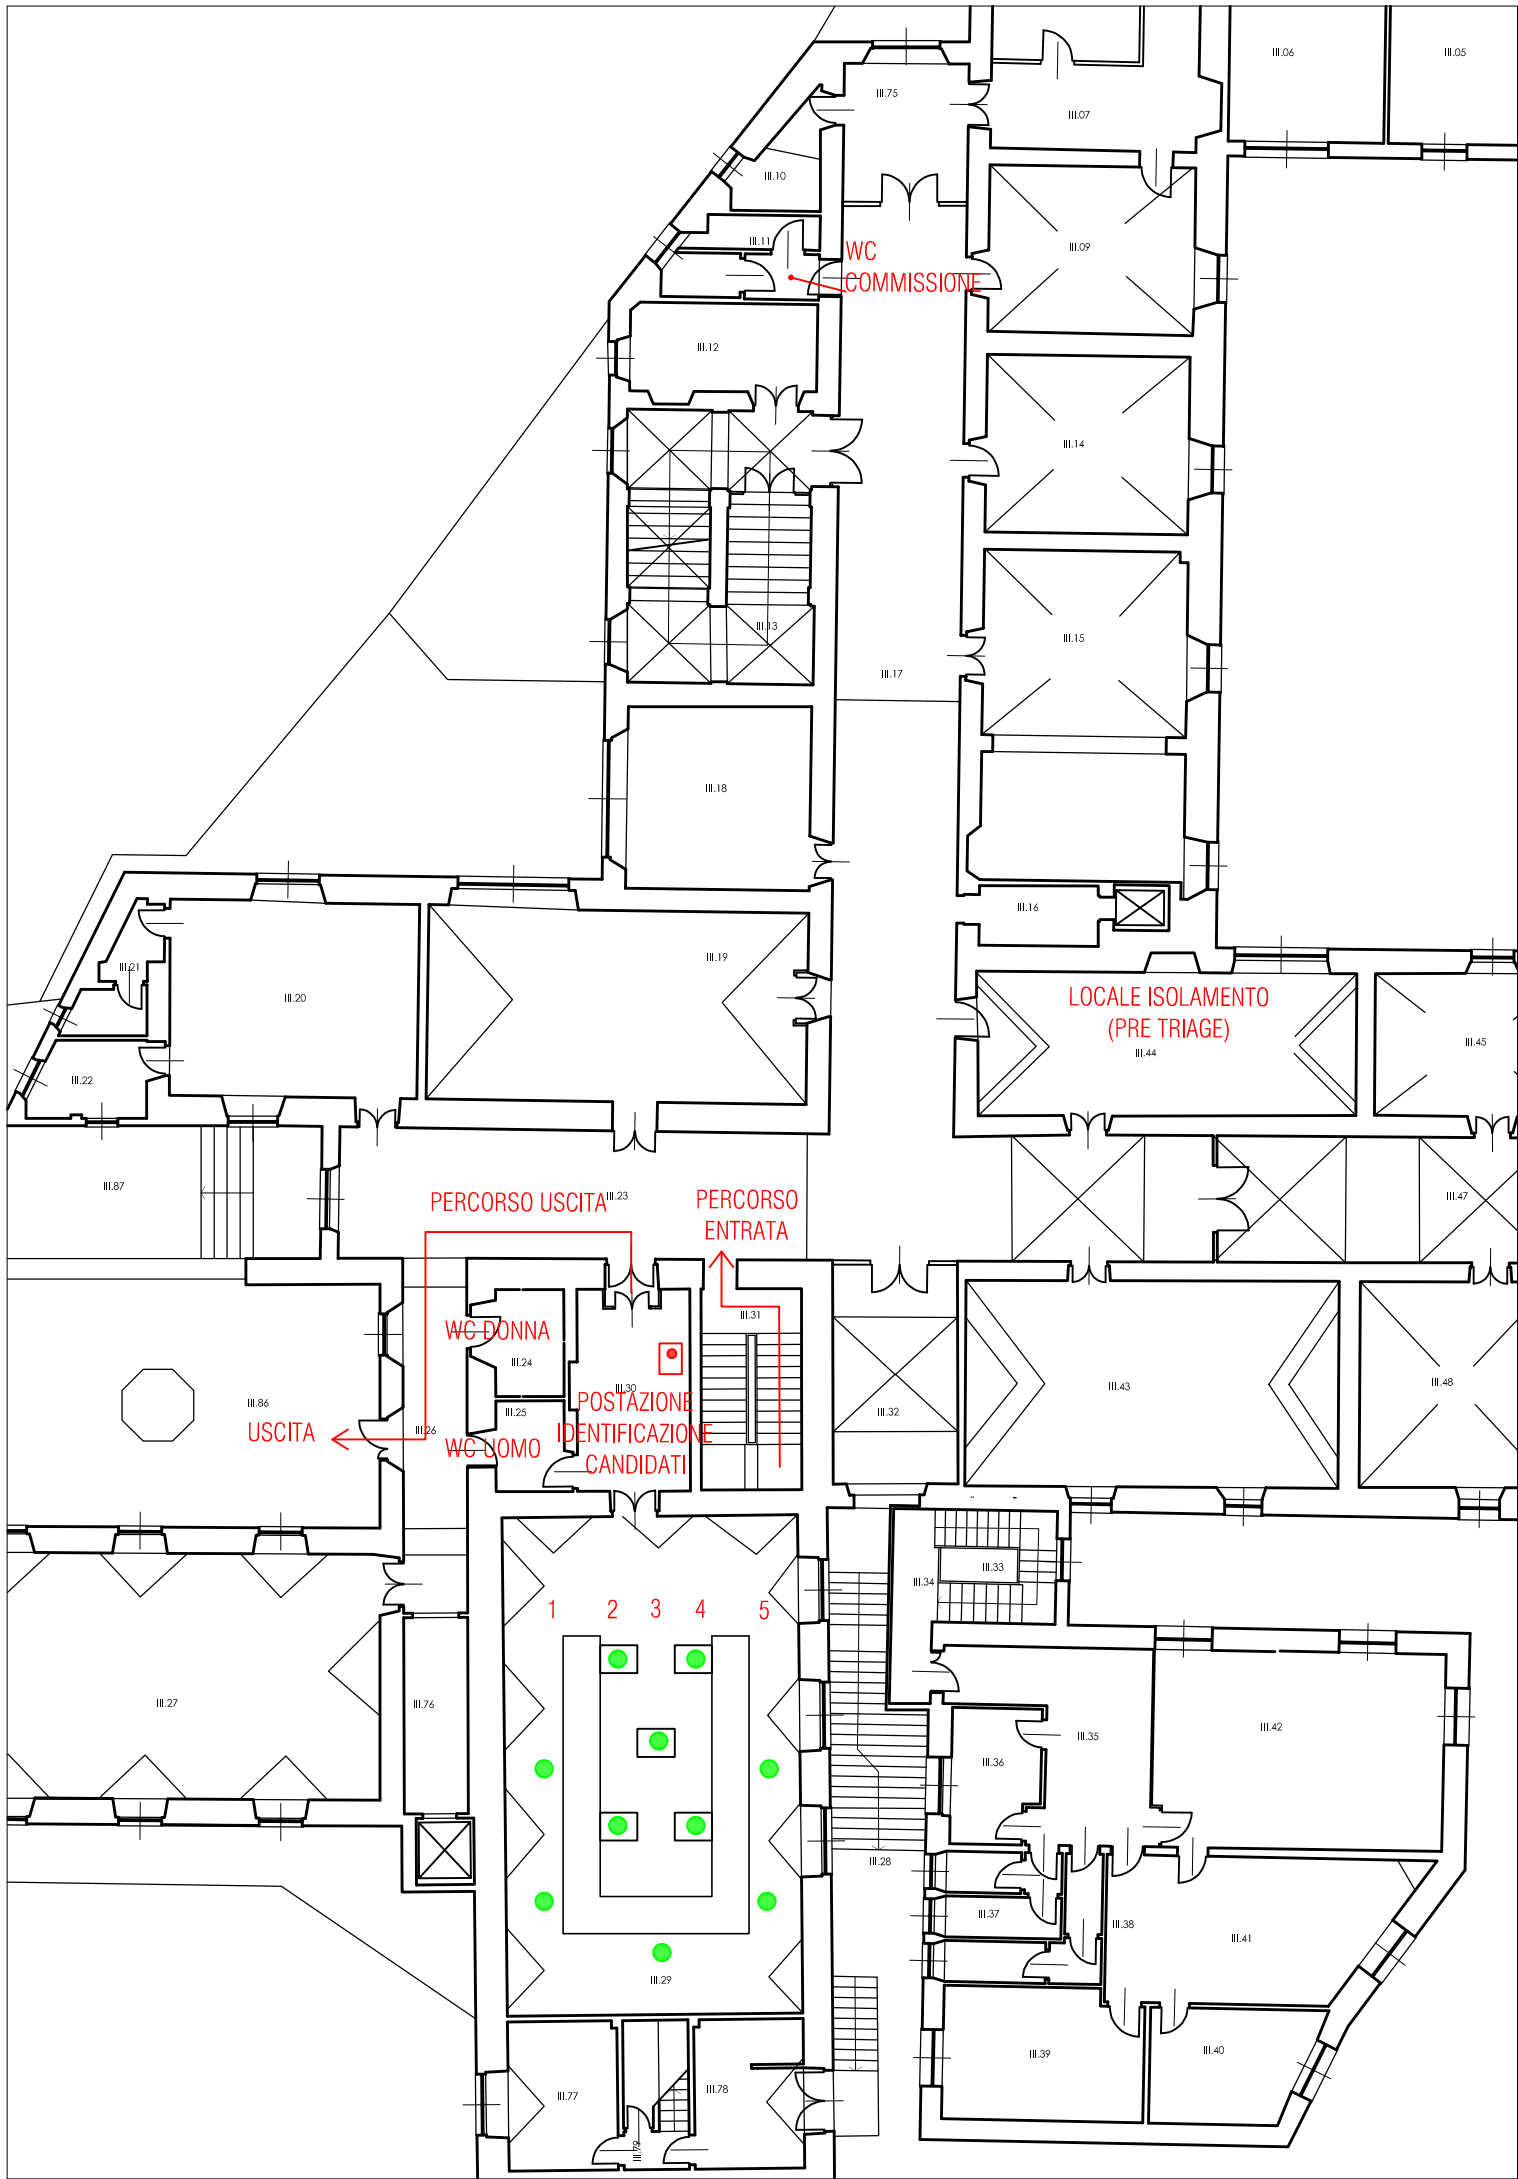 III.06
III.05
III.75
III.07
III.10
III.11
III.09
WC
COMMISSIONE
III.12
III.14
III.13
III.15
III.17
III.18
III.16
III.19
III.21
III.20
LOCALE ISOLAMENTO
(PRE TRIAGE)
III.44
III.45
III.22
III.87
PERCORSO USCITA
III.23
PERCORSO
ENTRATA
III.47
III.31
WC DONNA
III.24
III.30
III.43
III.48
III.86
USCITA
III.26
III.25
WC UOMO
POSTAZIONE
IDENTIFICAZIONE
CANDIDATI
III.32
III.33
III.34
1 2 3 4 5
III.27
III.76
III.36
III.35
III.42
III.28
III.37
III.38
III.41
III.29
III.39
III.40
III.77
III.78
III.79